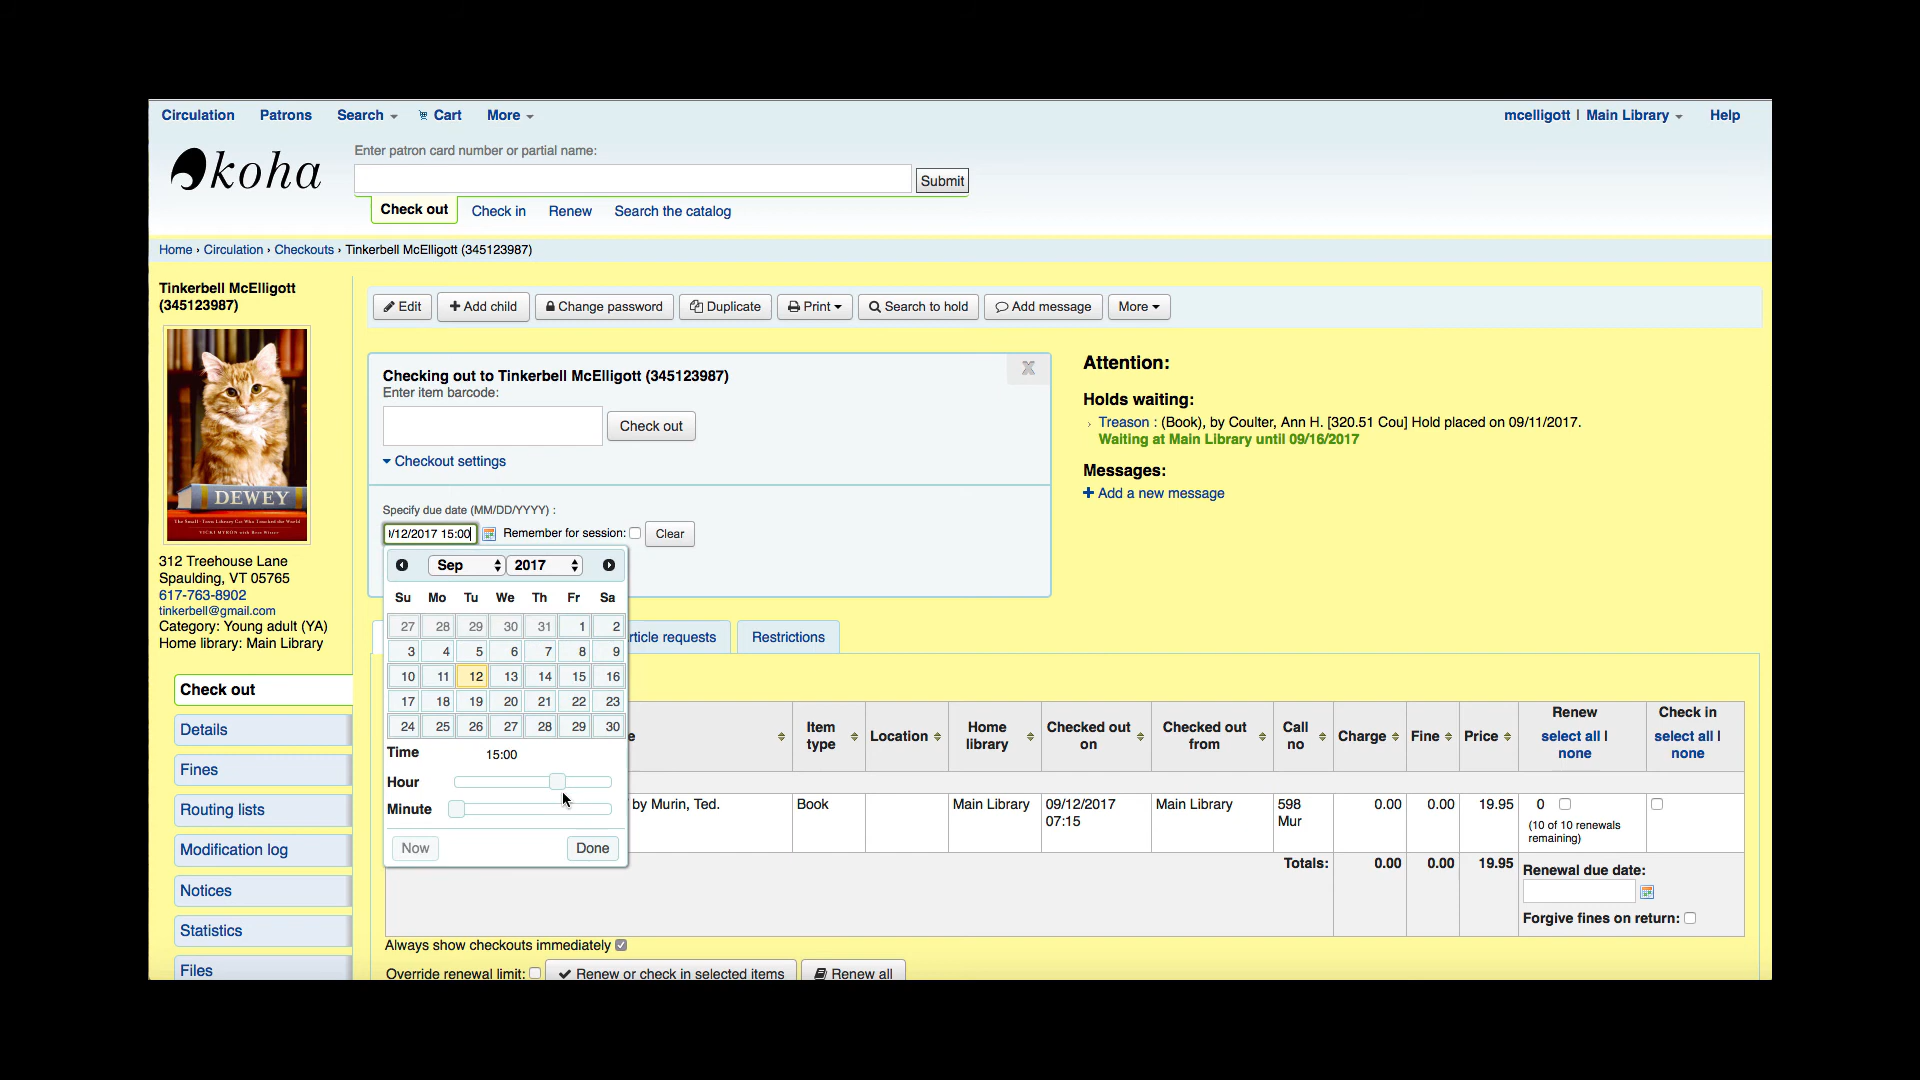 Circulation Patrons Search Cart More
mcelligott | Main Library Help
koha
Enter patron card number or partial name:
Submit
Check out Check in Renew Search the catalog
Home › Circulation › Checkouts › Tinkerbell McElligott (345123987)
Tinkerbell McElligott
(345123987)
DEWEY
The Small-Town Library Cat Who Touched the World
312 Treehouse Lane
Spaulding, VT 05765
617-763-8902
tinkerbell@gmail.com
Category: Young adult (YA)
Home library: Main Library
Check out
Details
Fines
Routing lists
Modification log
Notices
Statistics
Files
Edit Add child Change password Duplicate Print Search to hold Add message More
Checking out to Tinkerbell McElligott (345123987)
X
Enter item barcode:
Check out
Checkout settings
Specify due date (MM/DD/YYYY) :
/12/2017 15:00 Remember for session: Clear
Sep 2017
Su Mo Tu We Th Fr Sa
27 28 29 30 31 1 2
3 4 5 6 7 8 9
10 11 12 13 14 15 16
17 18 19 20 21 22 23
24 25 26 27 28 29 30
Time 15:00
Hour
Minute
Now Done
Attention:
Holds waiting:
Treason : (Book), by Coulter, Ann H. [320.51 Cou] Hold placed on 09/11/2017.
Waiting at Main Library until 09/16/2017
Messages:
Add a new message
rticle requests Restrictions
e
Item
type
Location
Home
library
Checked out
on
Checked out
from
Call
no
Charge
Fine
Price
Renew
select all |
none
Check in
select all |
none
by Murin, Ted.
Book
Main Library
09/12/2017
07:15
Main Library
598
Mur
0.00
0.00
19.95
0
(10 of 10 renewals
remaining)
Totals: 0.00 0.00 19.95
Renewal due date:
Forgive fines on return:
Always show checkouts immediately
Override renewal limit: Renew or check in selected items Renew all